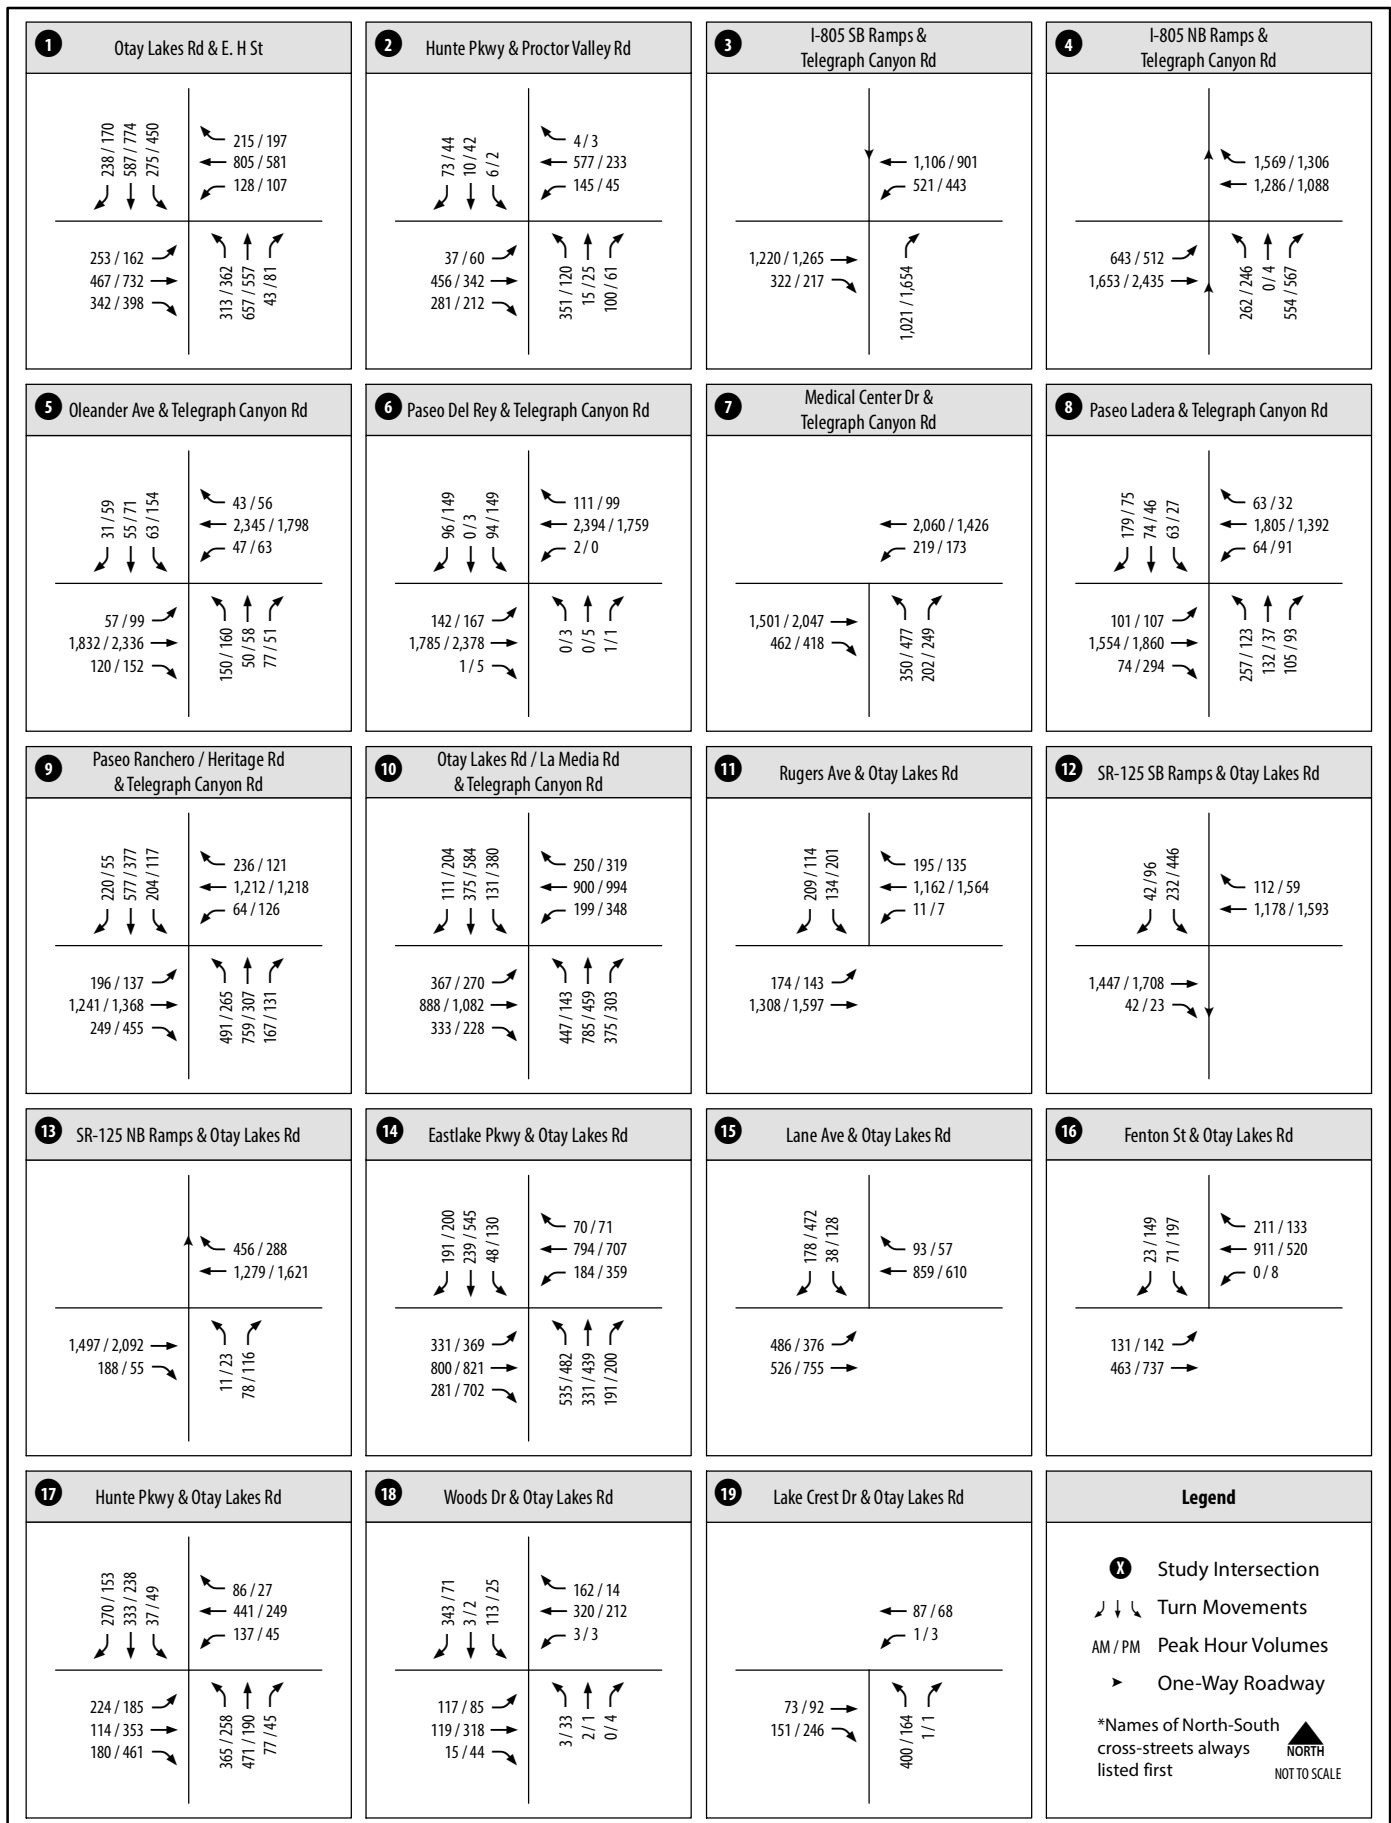 1
Otay Lakes Rd & E. H St
238 / 170
587 / 774
275 / 450
215 / 197
805 / 581
128 / 107
253 / 162
467 / 732
342 / 398
313 / 362
657 / 557
43 / 81
2
Hunte Pkwy & Proctor Valley Rd
73 / 44
10 / 42
6 / 2
4 / 3
577 / 233
145 / 45
37 / 60
456 / 342
281 / 212
351 / 120
15 / 25
100 / 61
3
I-805 SB Ramps &
Telegraph Canyon Rd
1,106 / 901
521 / 443
1,220 / 1,265
322 / 217
1,021 / 1,654
4
I-805 NB Ramps &
Telegraph Canyon Rd
1,569 / 1,306
1,286 / 1,088
643 / 512
1,653 / 2,435
262 / 246
0 / 4
554 / 567
5
Oleander Ave & Telegraph Canyon Rd
31 / 59
55 / 71
63 / 154
43 / 56
2,345 / 1,798
47 / 63
57 / 99
1,832 / 2,336
120 / 152
150 / 160
50 / 58
77 / 51
6
Paseo Del Rey & Telegraph Canyon Rd
96 / 149
0 / 3
94 / 149
111 / 99
2,394 / 1,759
2 / 0
142 / 167
1,785 / 2,378
1 / 5
0 / 3
0 / 5
1 / 1
7
Medical Center Dr &
Telegraph Canyon Rd
2,060 / 1,426
219 / 173
1,501 / 2,047
462 / 418
350 / 477
202 / 249
8
Paseo Ladera & Telegraph Canyon Rd
179 / 75
74 / 46
63 / 27
63 / 32
1,805 / 1,392
64 / 91
101 / 107
1,554 / 1,860
74 / 294
257 / 123
132 / 37
105 / 93
9
Paseo Ranchero / Heritage Rd
& Telegraph Canyon Rd
220 / 55
577 / 377
204 / 117
236 / 121
1,212 / 1,218
64 / 126
196 / 137
1,241 / 1,368
249 / 455
491 / 265
759 / 307
167 / 131
10
Otay Lakes Rd / La Media Rd
& Telegraph Canyon Rd
111 / 204
375 / 584
131 / 380
250 / 319
900 / 994
199 / 348
367 / 270
888 / 1,082
333 / 228
447 / 143
785 / 459
375 / 303
11
Rugers Ave & Otay Lakes Rd
209 / 114
134 / 201
195 / 135
1,162 / 1,564
11 / 7
174 / 143
1,308 / 1,597
12
SR-125 SB Ramps & Otay Lakes Rd
42 / 96
232 / 446
112 / 59
1,178 / 1,593
1,447 / 1,708
42 / 23
13
SR-125 NB Ramps & Otay Lakes Rd
456 / 288
1,279 / 1,621
1,497 / 2,092
188 / 55
11 / 23
78 / 116
14
Eastlake Pkwy & Otay Lakes Rd
191 / 200
239 / 545
48 / 130
70 / 71
794 / 707
184 / 359
331 / 369
800 / 821
281 / 702
535 / 482
331 / 439
191 / 200
15
Lane Ave & Otay Lakes Rd
178 / 472
38 / 128
93 / 57
859 / 610
486 / 376
526 / 755
16
Fenton St & Otay Lakes Rd
23 / 149
71 / 197
211 / 133
911 / 520
0 / 8
131 / 142
463 / 737
17
Hunte Pkwy & Otay Lakes Rd
270 / 153
333 / 238
37 / 49
86 / 27
441 / 249
137 / 45
224 / 185
114 / 353
180 / 461
365 / 258
471 / 190
77 / 45
18
Woods Dr & Otay Lakes Rd
343 / 71
3 / 2
113 / 25
162 / 14
320 / 212
3 / 3
117 / 85
119 / 318
15 / 44
3 / 33
2 / 1
0 / 4
19
Lake Crest Dr & Otay Lakes Rd
87 / 68
1 / 3
73 / 92
151 / 246
400 / 164
1 / 1
Legend
X Study Intersection
Turn Movements
AM / PM Peak Hour Volumes
One-Way Roadway
*Names of North-South
cross-streets always
listed first
NORTH
NOT TO SCALE